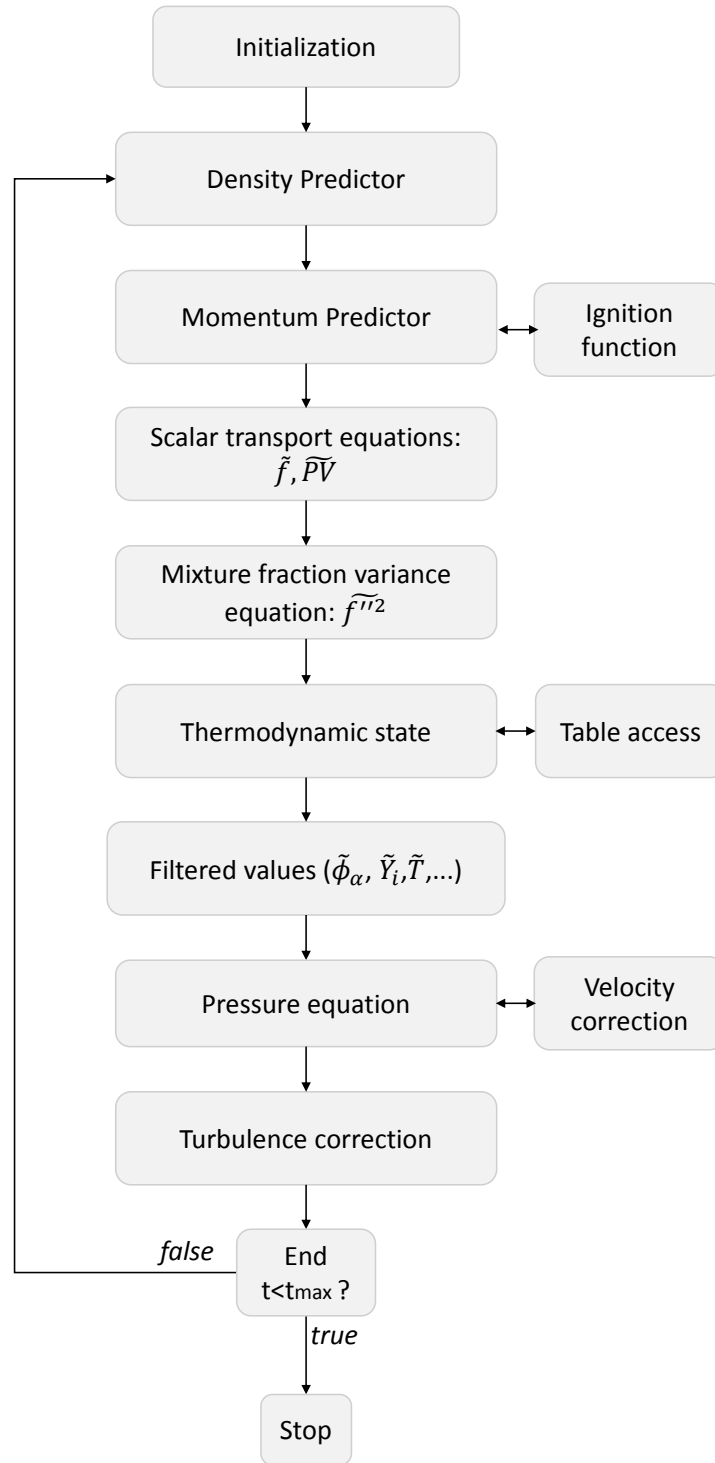 Initialization
Density Predictor
Momentum Predictor
Ignition
function
Scalar transport equations:
f̃, P͠V
Mixture fraction variance
equation: f''²͠
Thermodynamic state
Table access
Filtered values (ϕ̃α, Ỹi,T̃,...)
Pressure equation
Velocity
correction
Turbulence correction
false
End
t<tmax ?
true
Stop